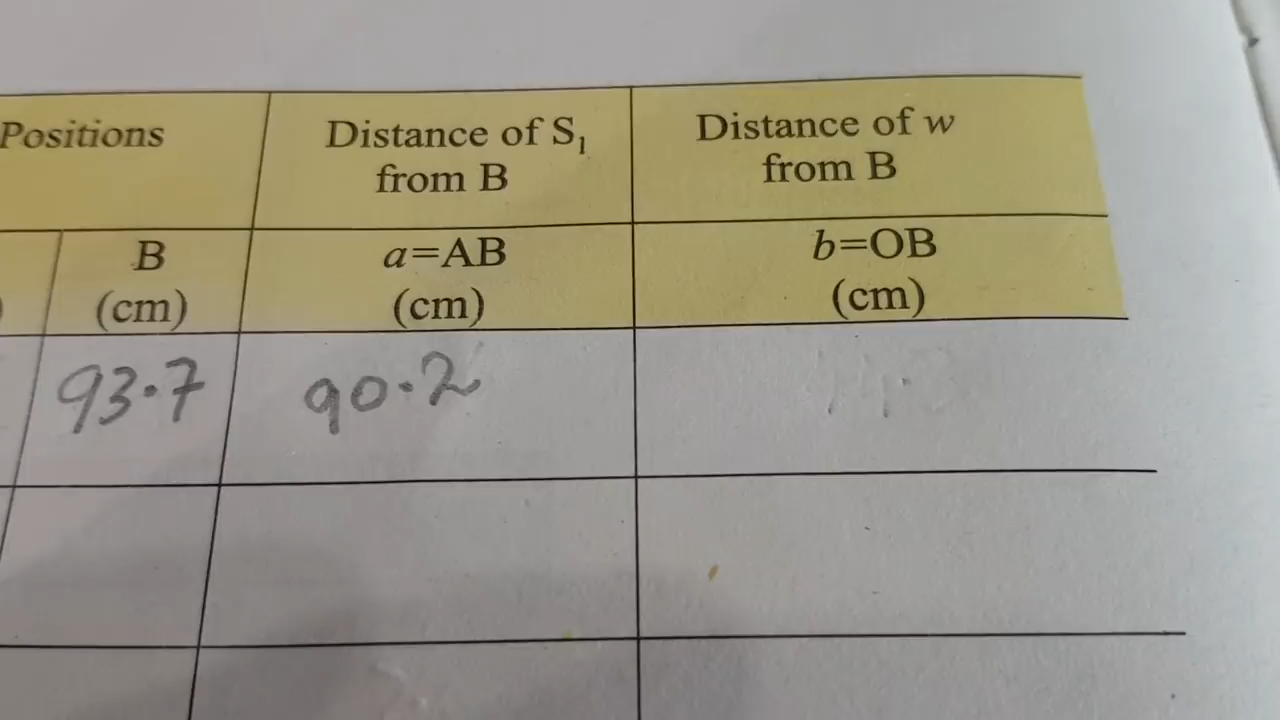 Positions
Distance of S₁
from B
Distance of w
from B
B
(cm)
a=AB
(cm)
b=OB
(cm)
93.7
90.2